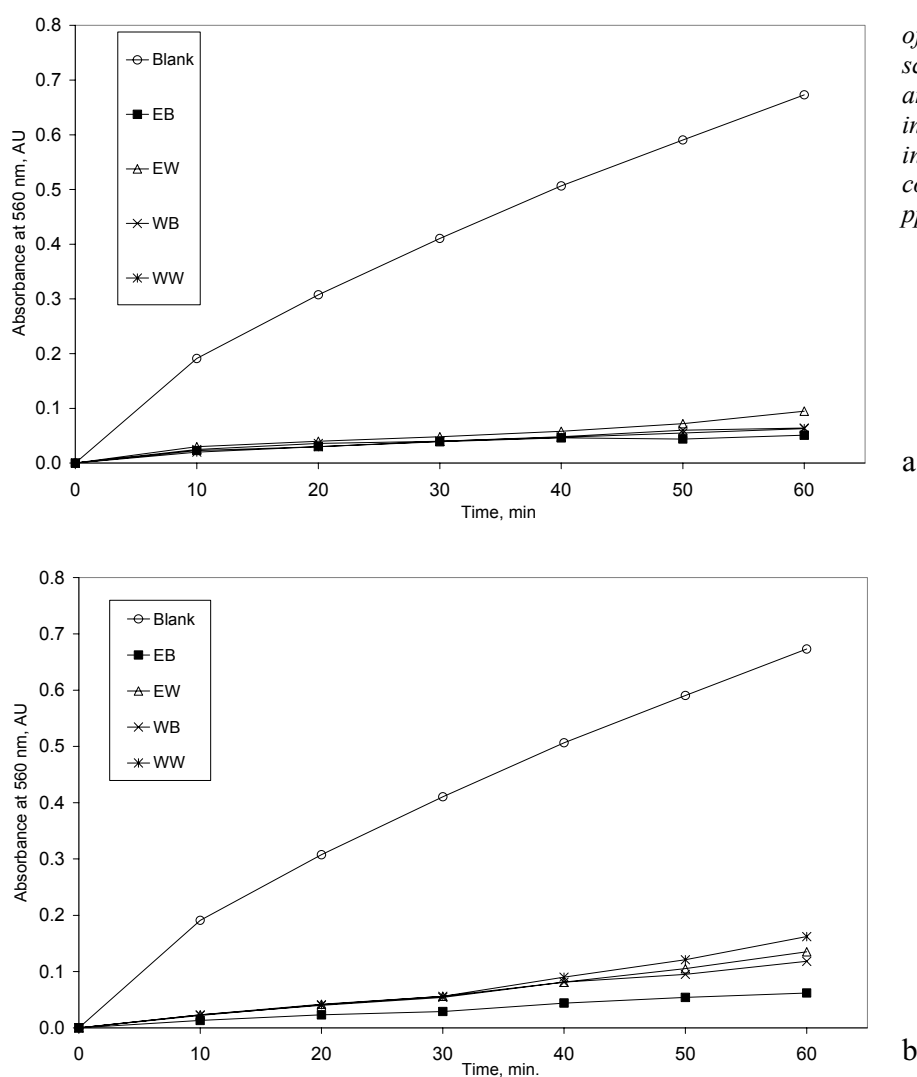 0.8
0.7
0.6
0.5
0.4
0.3
0.2
0.1
0.0
Absorbance at 560 nm, AU
Blank
EB
EW
WB
WW
0 10 20 30 40 50 60
Time, min
a
0.8
0.7
0.6
0.5
0.4
0.3
0.2
0.1
0.0
Absorbance at 560 nm, AU
Blank
EB
EW
WB
WW
0 10 20 30 40 50 60
Time, min.
b
of
in
in